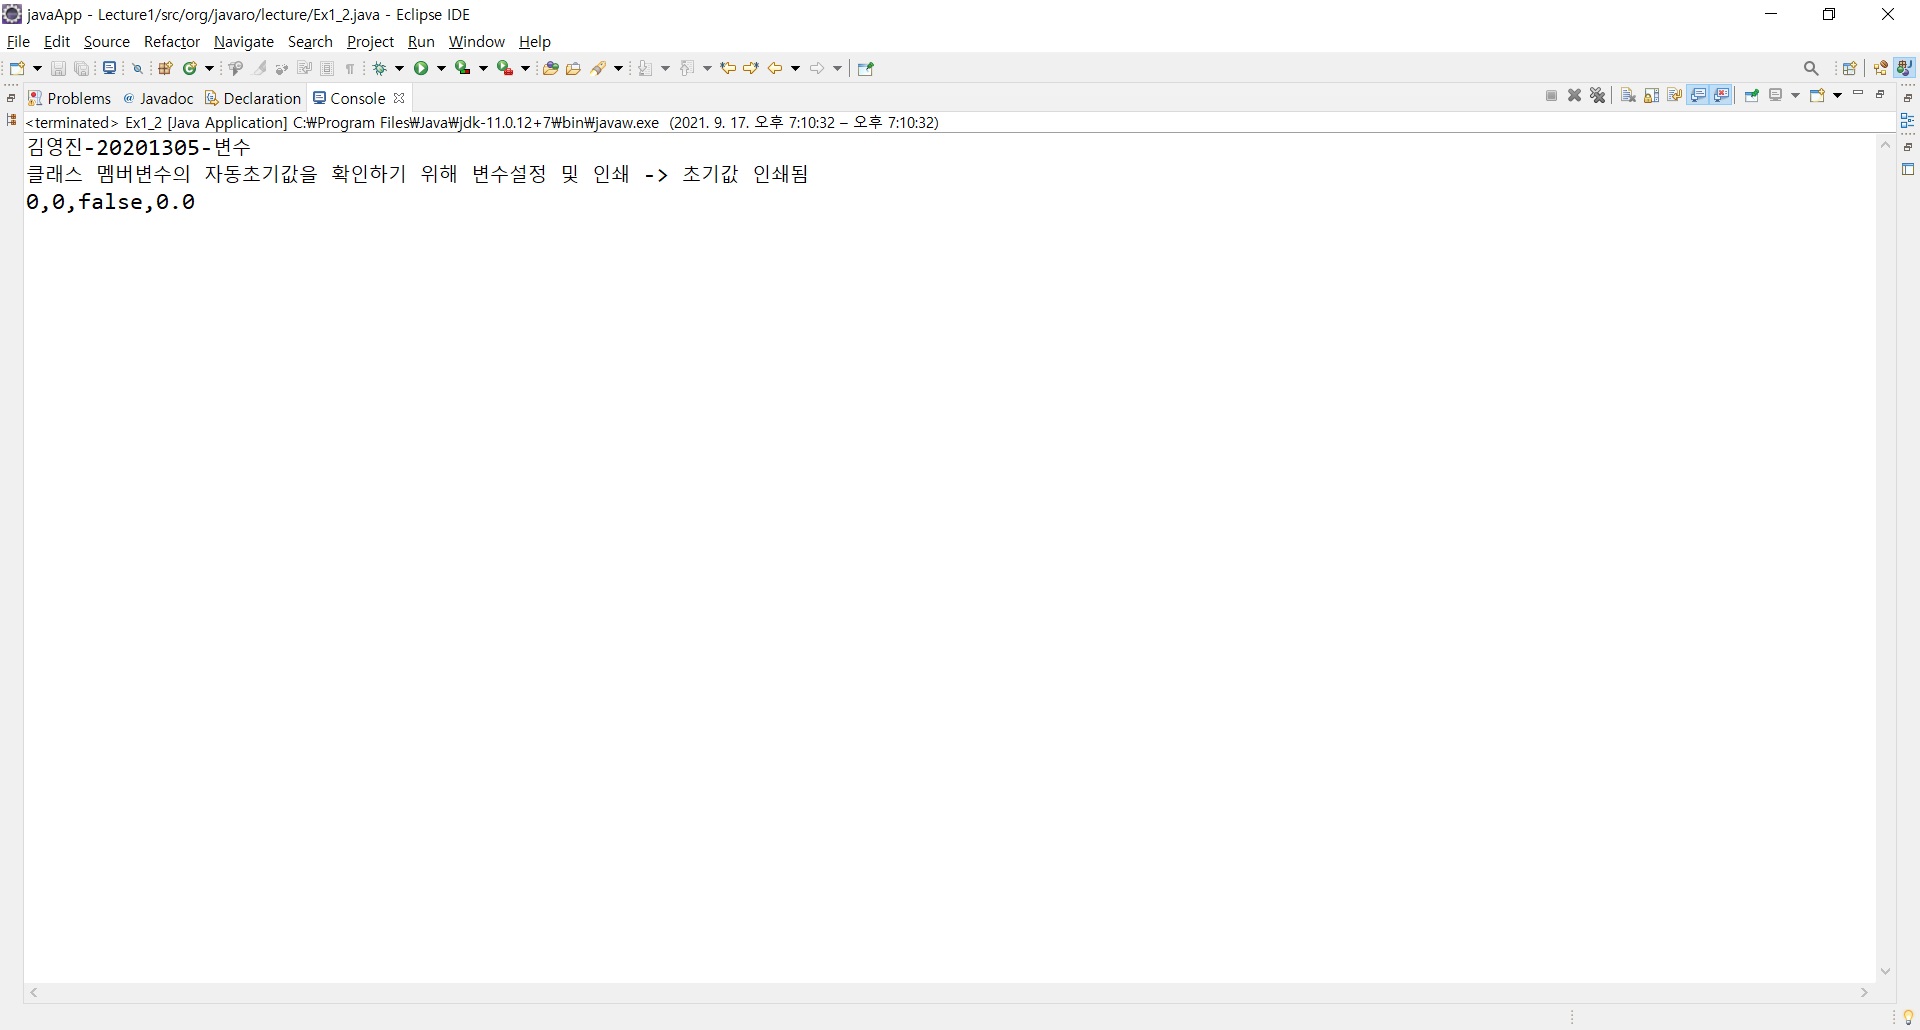 javaApp - Lecture1/src/org/javaro/lecture/Ex1_2.java - Eclipse IDE
File Edit Source Refactor Navigate Search Project Run Window Help
Problems @ Javadoc Declaration Console
<terminated> Ex1_2 [Java Application] C:₩Program Files₩Java₩jdk-11.0.12+7₩bin₩javaw.exe (2021. 9. 17. 오후 7:10:32 – 오후 7:10:32)
김영진-20201305-변수
클래스 멤버변수의 자동초기값을 확인하기 위해 변수설정 및 인쇄 -> 초기값 인쇄됨
0,0,false,0.0